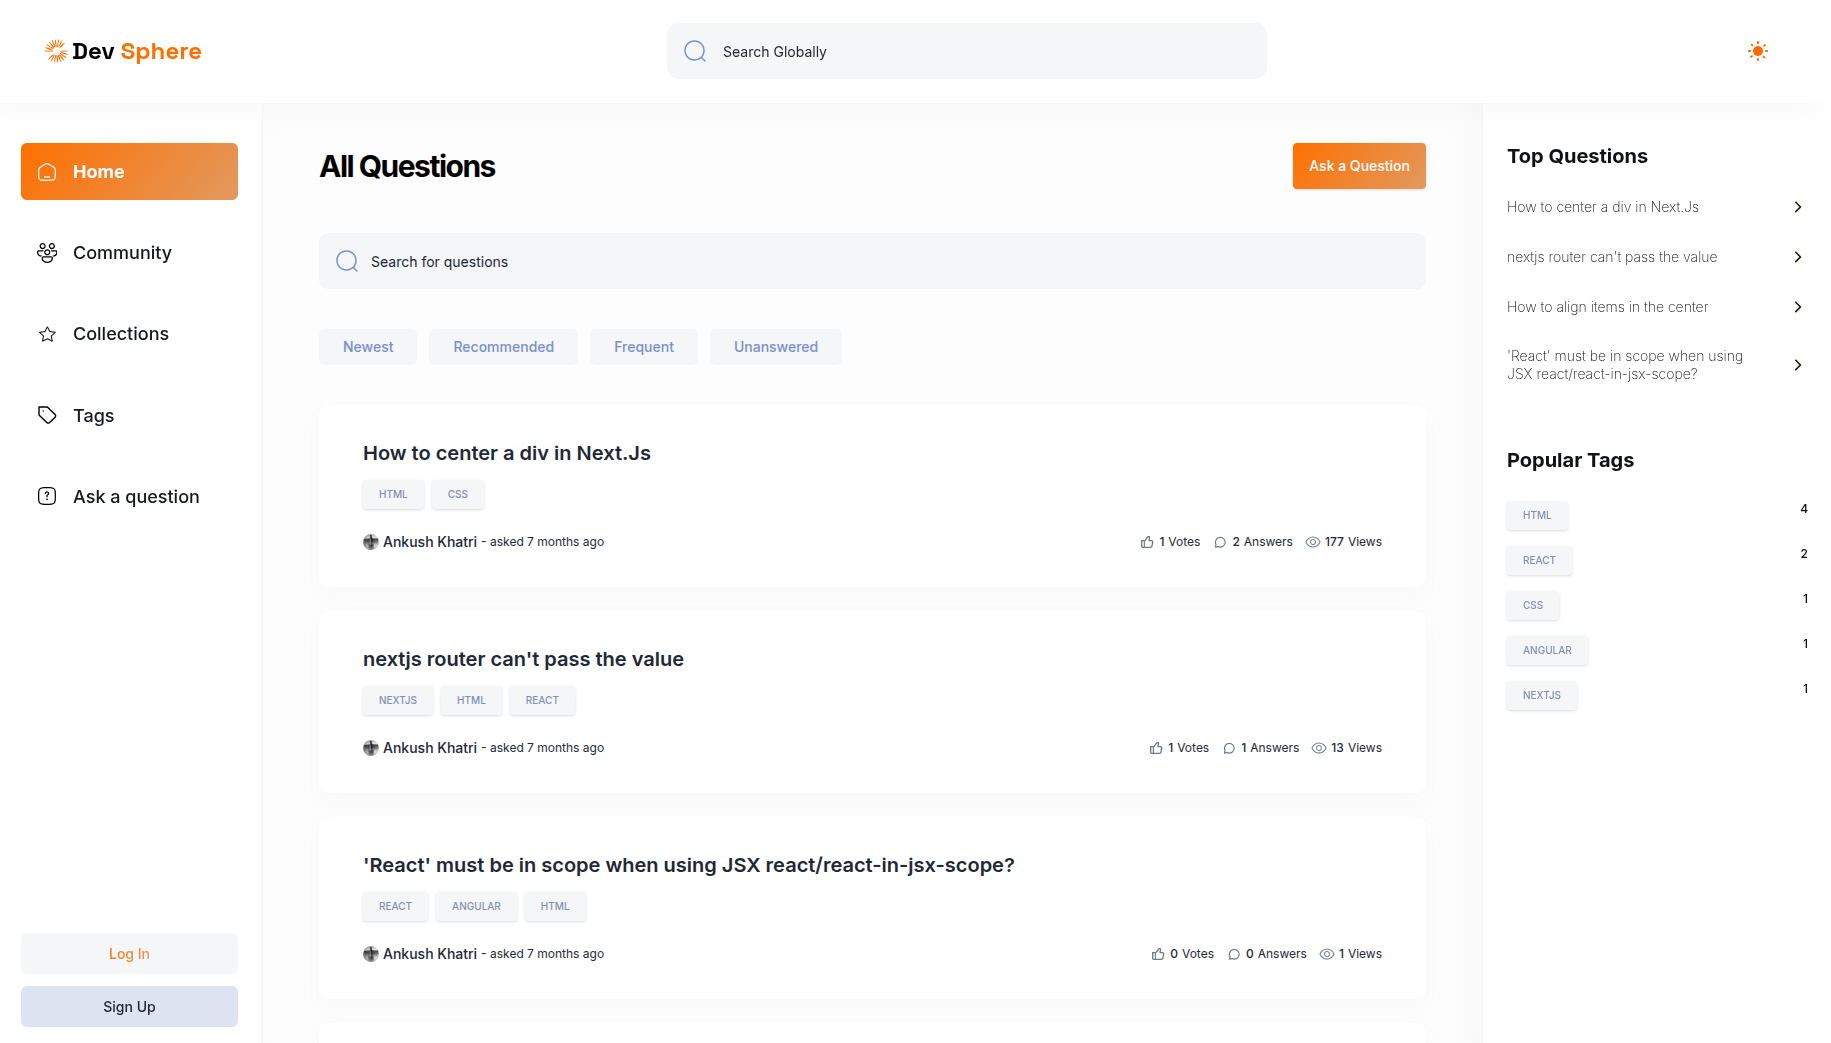 Dev Sphere
Search Globally
Home
Community
Collections
Tags
Ask a question
Log In
Sign Up
All Questions
Ask a Question
Search for questions
Newest
Recommended
Frequent
Unanswered
How to center a div in Next.Js
HTML
CSS
Ankush Khatri - asked 7 months ago
1 Votes
2 Answers
177 Views
nextjs router can't pass the value
NEXTJS
HTML
REACT
Ankush Khatri - asked 7 months ago
1 Votes
1 Answers
13 Views
'React' must be in scope when using JSX react/react-in-jsx-scope?
REACT
ANGULAR
HTML
Ankush Khatri - asked 7 months ago
0 Votes
0 Answers
1 Views
Top Questions
How to center a div in Next.Js
nextjs router can't pass the value
How to align items in the center
'React' must be in scope when using
JSX react/react-in-jsx-scope?
Popular Tags
HTML 4
REACT 2
CSS 1
ANGULAR 1
NEXTJS 1